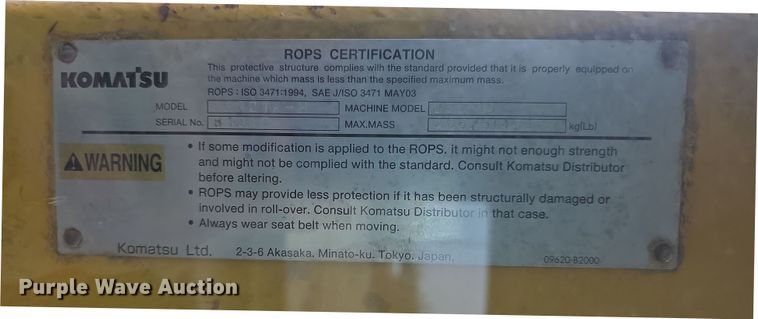 ROPS CERTIFICATION
KOMATSU
This protective structure complies with the standard provided that it is properly equipped on
the machine which mass is less than the specified maximum mass.
ROPS : ISO 3471:1994, SAE J/ISO 3471 MAY03
MODEL MACHINE MODEL
SERIAL No. MAX.MASS kg(Lb)
WARNING
• If some modification is applied to the ROPS, it might not enough strength
and might not be complied with the standard. Consult Komatsu Distributor
before altering.
• ROPS may provide less protection if it has been structurally damaged or
involved in roll-over. Consult Komatsu Distributor in that case.
• Always wear seat belt when moving.
Komatsu Ltd. 2-3-6 Akasaka, Minato-ku, Tokyo, Japan, 09620-B2000
Purple Wave Auction